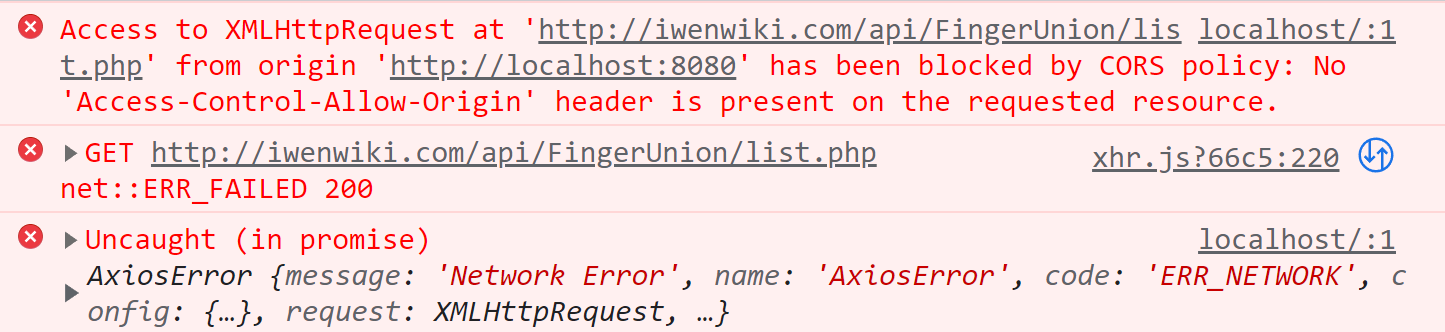 Access to XMLHttpRequest at 'http://iwenwiki.com/api/FingerUnion/lis localhost/:1
t.php' from origin 'http://localhost:8080' has been blocked by CORS policy: No
'Access-Control-Allow-Origin' header is present on the requested resource.
GET http://iwenwiki.com/api/FingerUnion/list.php xhr.js?66c5:220
net::ERR_FAILED 200
Uncaught (in promise) localhost/:1
AxiosError {message: 'Network Error', name: 'AxiosError', code: 'ERR_NETWORK', c
onfig: {…}, request: XMLHttpRequest, …}